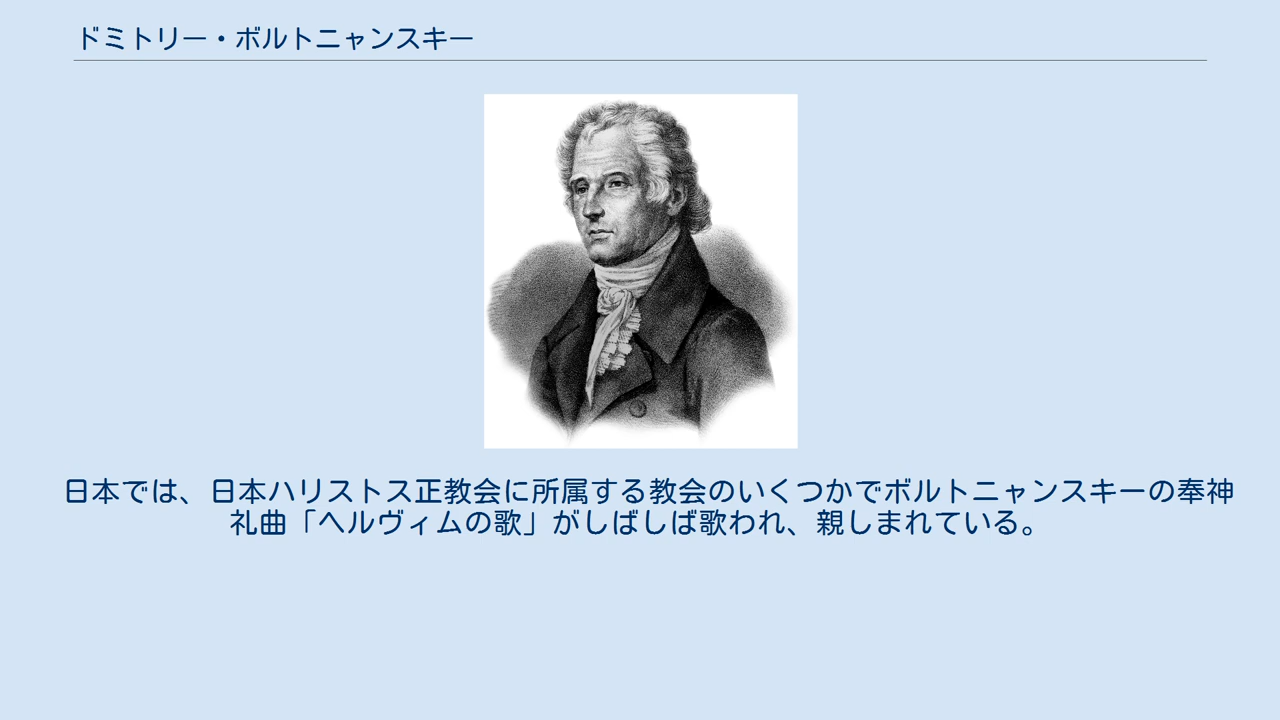 ドミトリー・ボルトニャンスキー
日本では、日本ハリストス正教会に所属する教会のいくつかでボルトニャンスキーの奉神
礼曲「ヘルヴィムの歌」がしばしば歌われ、親しまれている。